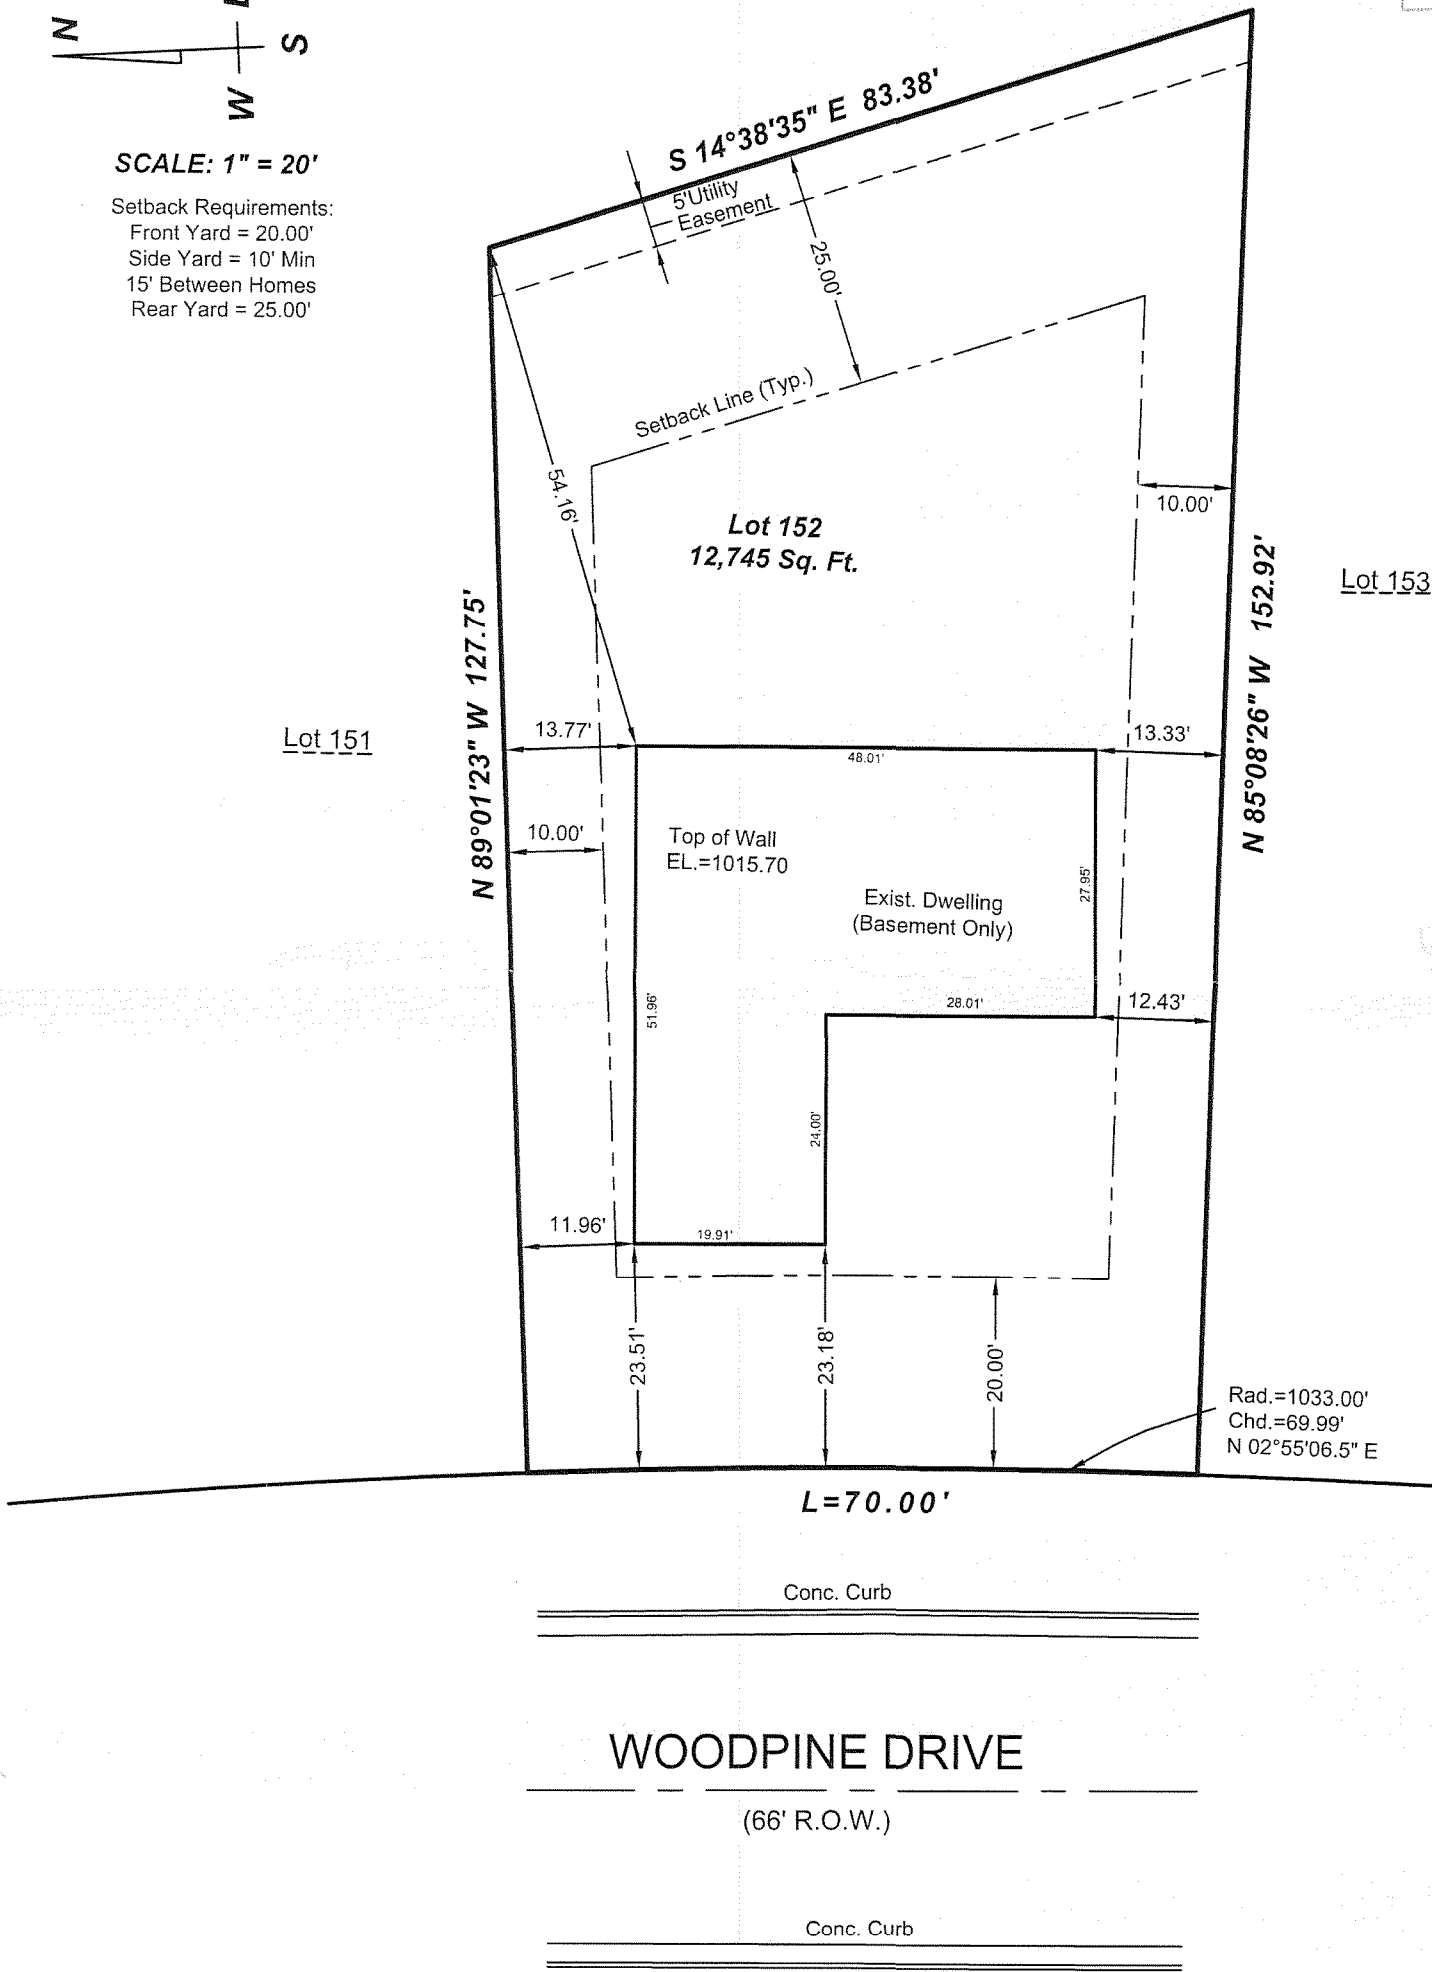 N
S
W
SCALE: 1" = 20'
Setback Requirements:
Front Yard = 20.00'
Side Yard = 10' Min
15' Between Homes
Rear Yard = 25.00'
S 14°38'35" E 83.38'
5'Utility
Easement
25.00'
Setback Line (Typ.)
54.16'
10.00'
Lot 152
12,745 Sq. Ft.
N 89°01'23" W 127.75'
N 85°08'26" W 152.92'
Lot 153
Lot 151
13.77'
48.01'
13.33'
10.00'
Top of Wall
EL.=1015.70
27.95'
Exist. Dwelling
(Basement Only)
51.96'
28.01'
12.43'
24.00'
11.96'
19.91'
23.51'
23.18'
20.00'
Rad.=1033.00'
Chd.=69.99'
N 02°55'06.5" E
L=70.00'
Conc. Curb
WOODPINE DRIVE
(66' R.O.W.)
Conc. Curb